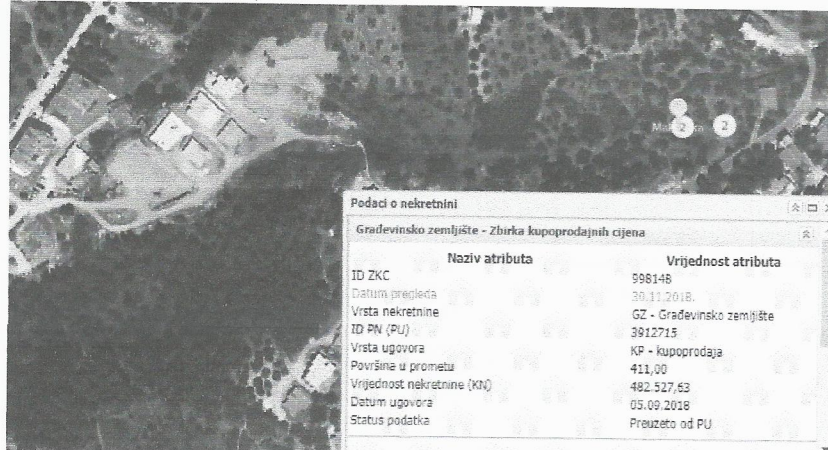 2
2
Podaci o nekretnini
Građevinsko zemljište - Zbirka kupoprodajnih cijena
Naziv atributa Vrijednost atributa
ID ZKC 998148
Datum pregleda 30.11.2018.
Vrsta nekretnine GZ - Građevinsko zemljište
ID PN (PU) 3912715
Vrsta ugovora KP - kupoprodaja
Površina u prometu 411,00
Vrijednost nekretnine (KN) 482.527,63
Datum ugovora 05.09.2018
Status podatka Preuzeto od PU